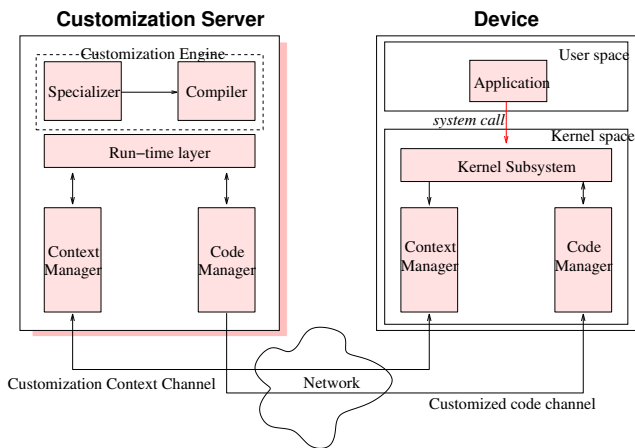 Customization Server
Device
Customization Engine
Specializer
Compiler
Run-time layer
Context
Manager
Code
Manager
User space
Application
system call
Kernel space
Kernel Subsystem
Context
Manager
Code
Manager
Customization Context Channel
Network
Customized code channel